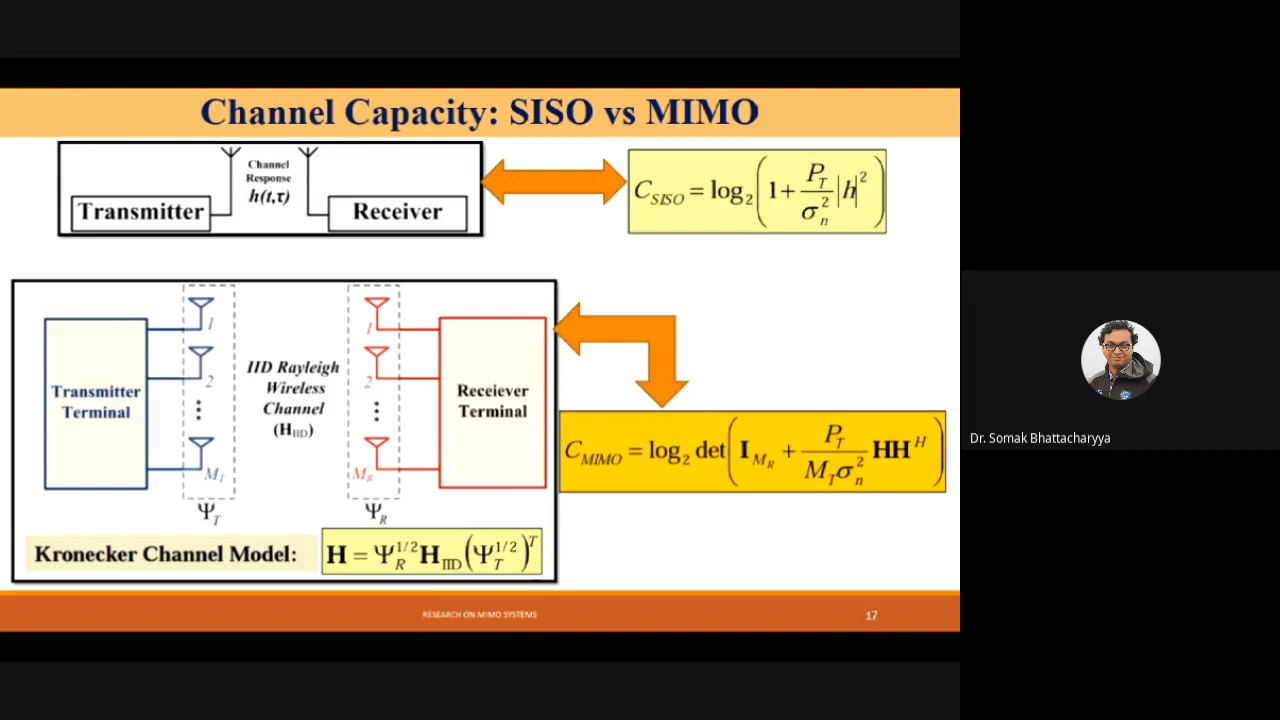 Channel Capacity: SISO vs MIMO
Channel
Response
h(t,τ)
Transmitter
Receiver
C_SISO = log₂(1 + P_T/σ_n² |h|²)
1
1
2
2
⋮
⋮
M_T
M_R
Transmitter
Terminal
IID Rayleigh
Wireless
Channel
(H_IID)
Receiever
Terminal
Ψ_T
Ψ_R
C_MIMO = log₂ det(I_{M_R} + P_T/(M_T σ_n²) HH^H)
Kronecker Channel Model:
H = Ψ_R^{1/2} H_IID (Ψ_T^{1/2})^T
RESEARCH ON MIMO SYSTEMS
17
Dr. Somak Bhattacharyya